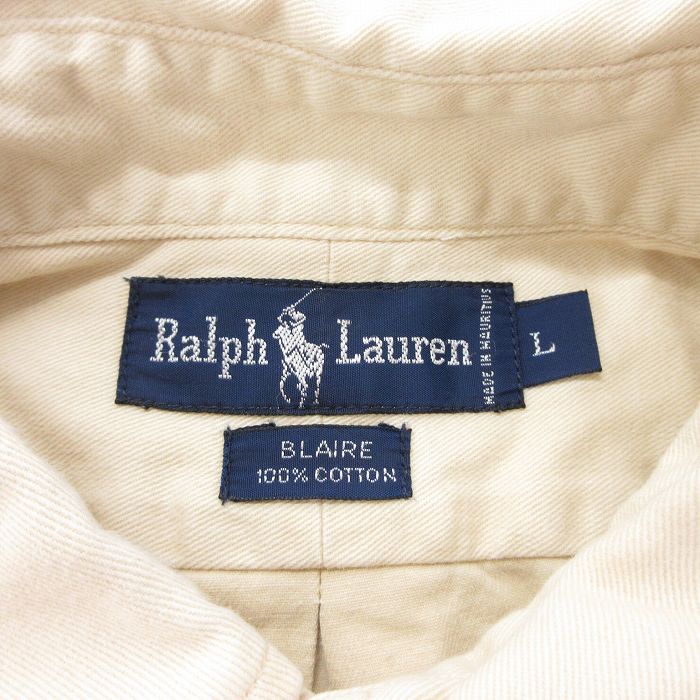 Ralph Lauren
MADE IN MAURITIUS
L
BLAIRE
100% COTTON